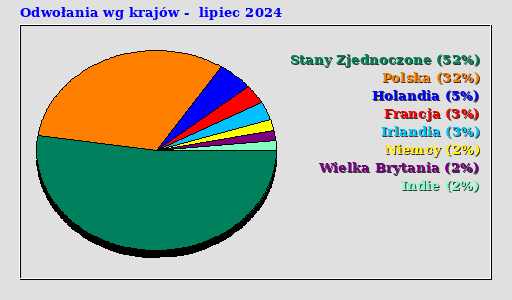 Odwołania wg krajów - lipiec 2024
Stany Zjednoczone (52%)
Polska (32%)
Holandia (5%)
Francja (3%)
Irlandia (3%)
Niemcy (2%)
Wielka Brytania (2%)
Indie (2%)